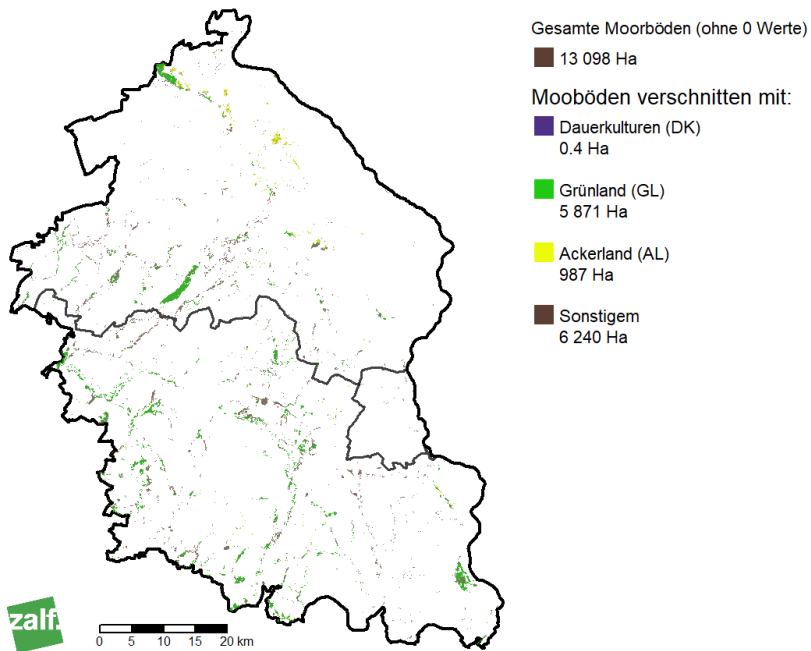 Gesamte Moorböden (ohne 0 Werte)
13 098 Ha
Mooböden verschnitten mit:
Dauerkulturen (DK)
0.4 Ha
Grünland (GL)
5 871 Ha
Ackerland (AL)
987 Ha
Sonstigem
6 240 Ha
zalf.
0 5 10 15 20 km